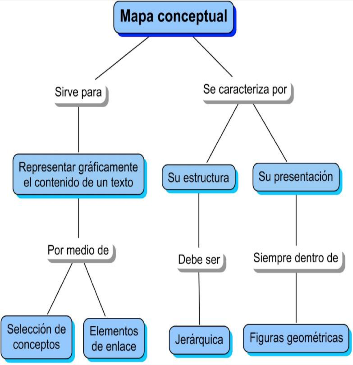 Mapa conceptual
Sirve para
Se caracteriza por
Representar gráficamente
el contenido de un texto
Su estructura
Su presentación
Por medio de
Debe ser
Siempre dentro de
Selección de
conceptos
Elementos
de enlace
Jerárquica
Figuras geométricas